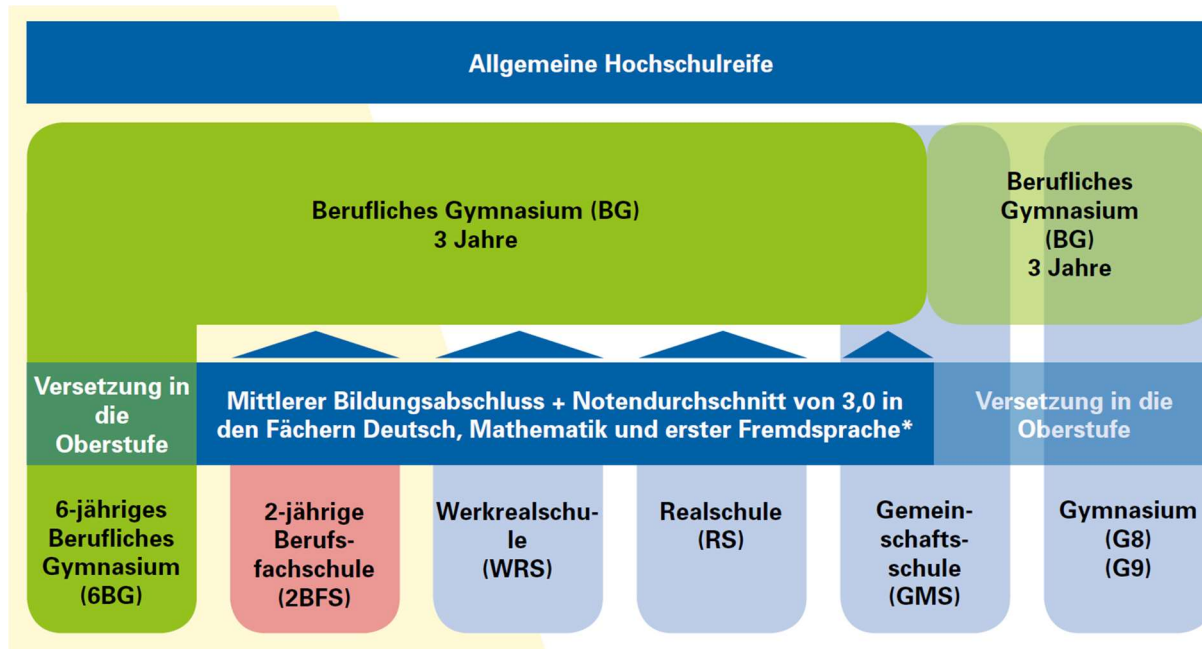 Allgemeine Hochschulreife
Berufliches Gymnasium (BG)
3 Jahre
Berufliches
Gymnasium
(BG)
3 Jahre
Versetzung in
die
Oberstufe
Mittlerer Bildungsabschluss + Notendurchschnitt von 3,0 in
den Fächern Deutsch, Mathematik und erster Fremdsprache*
Versetzung in die
Oberstufe
6-jähriges
Berufliches
Gymnasium
(6BG)
2-jährige
Berufs-
fachschule
(2BFS)
Werkrealschu-
le
(WRS)
Realschule
(RS)
Gemein-
schafts-
schule
(GMS)
Gymnasium
(G8)
(G9)